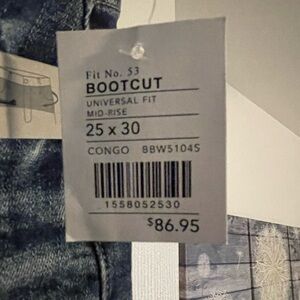 Fit No. 53
BOOTCUT
UNIVERSAL FIT
MID-RISE
25 x 30
CONGO BBW5104S
1558052530
$86.95